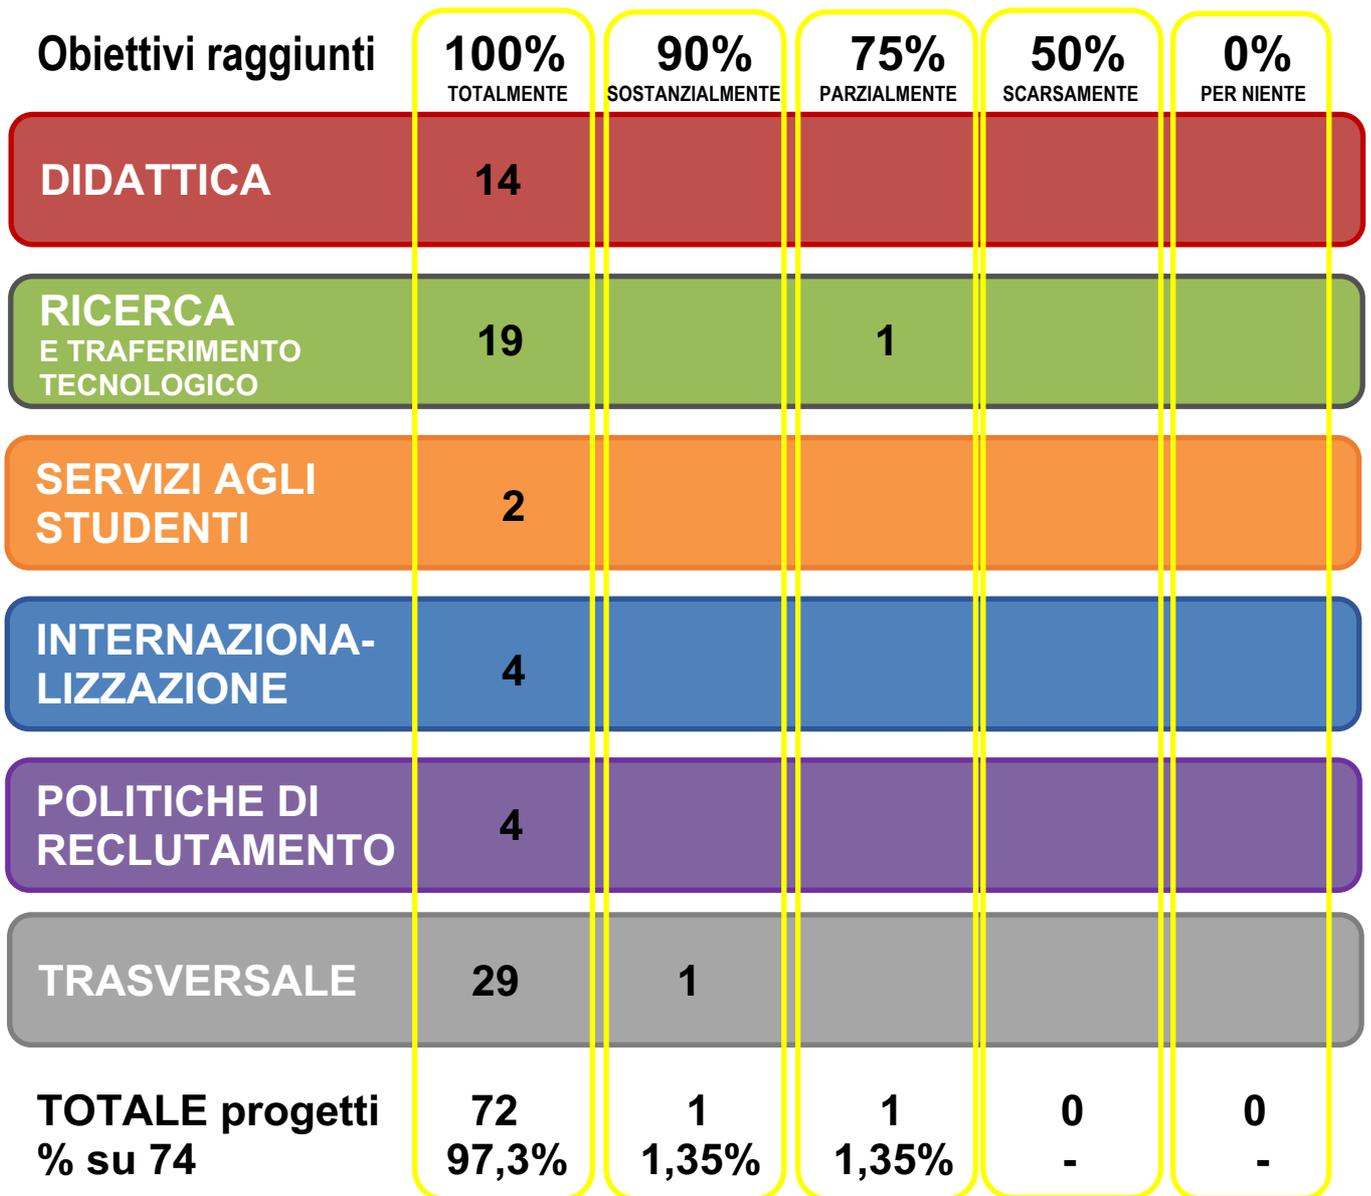 Obiettivi raggiunti 100% 90% 75% 50% 0%
TOTALMENTE SOSTANZIALMENTE PARZIALMENTE SCARSAMENTE PER NIENTE
DIDATTICA 14
RICERCA
E TRAFERIMENTO
TECNOLOGICO
19 1
SERVIZI AGLI
STUDENTI
2
INTERNAZIONA-
LIZZAZIONE
4
POLITICHE DI
RECLUTAMENTO
4
TRASVERSALE 29 1
TOTALE progetti 72 1 1 0 0
% su 74 97,3% 1,35% 1,35% - -